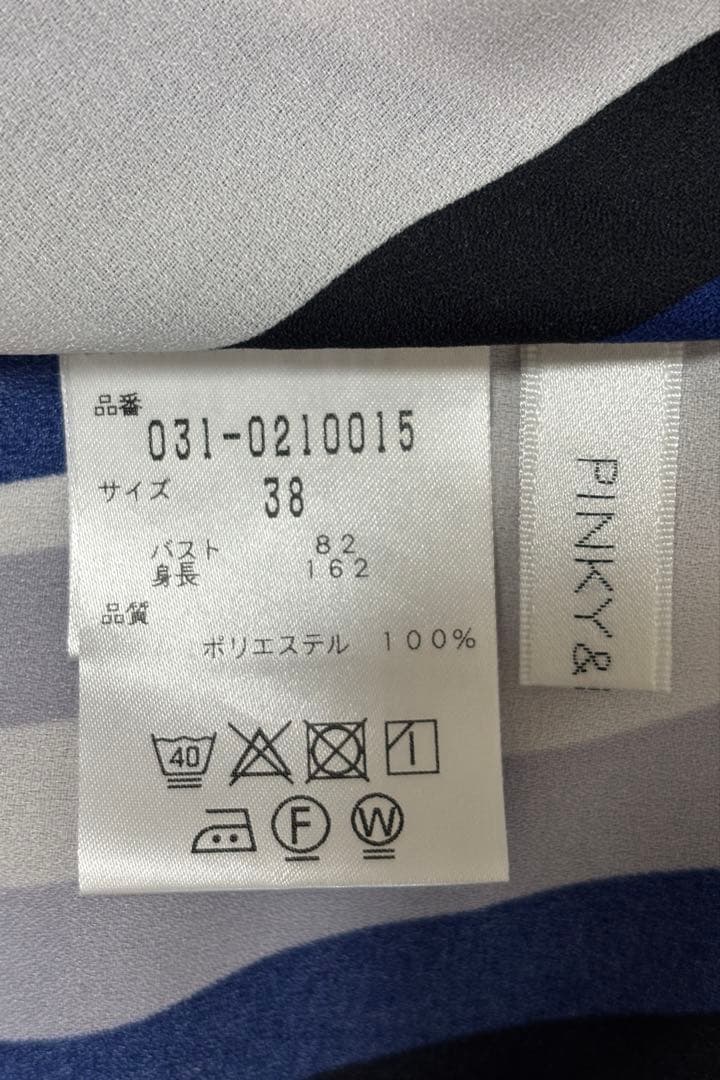 品番
031-0210015
サイズ 38
バスト 82
身長 162
品質
ポリエステル 100%
40
F W
PINKY &